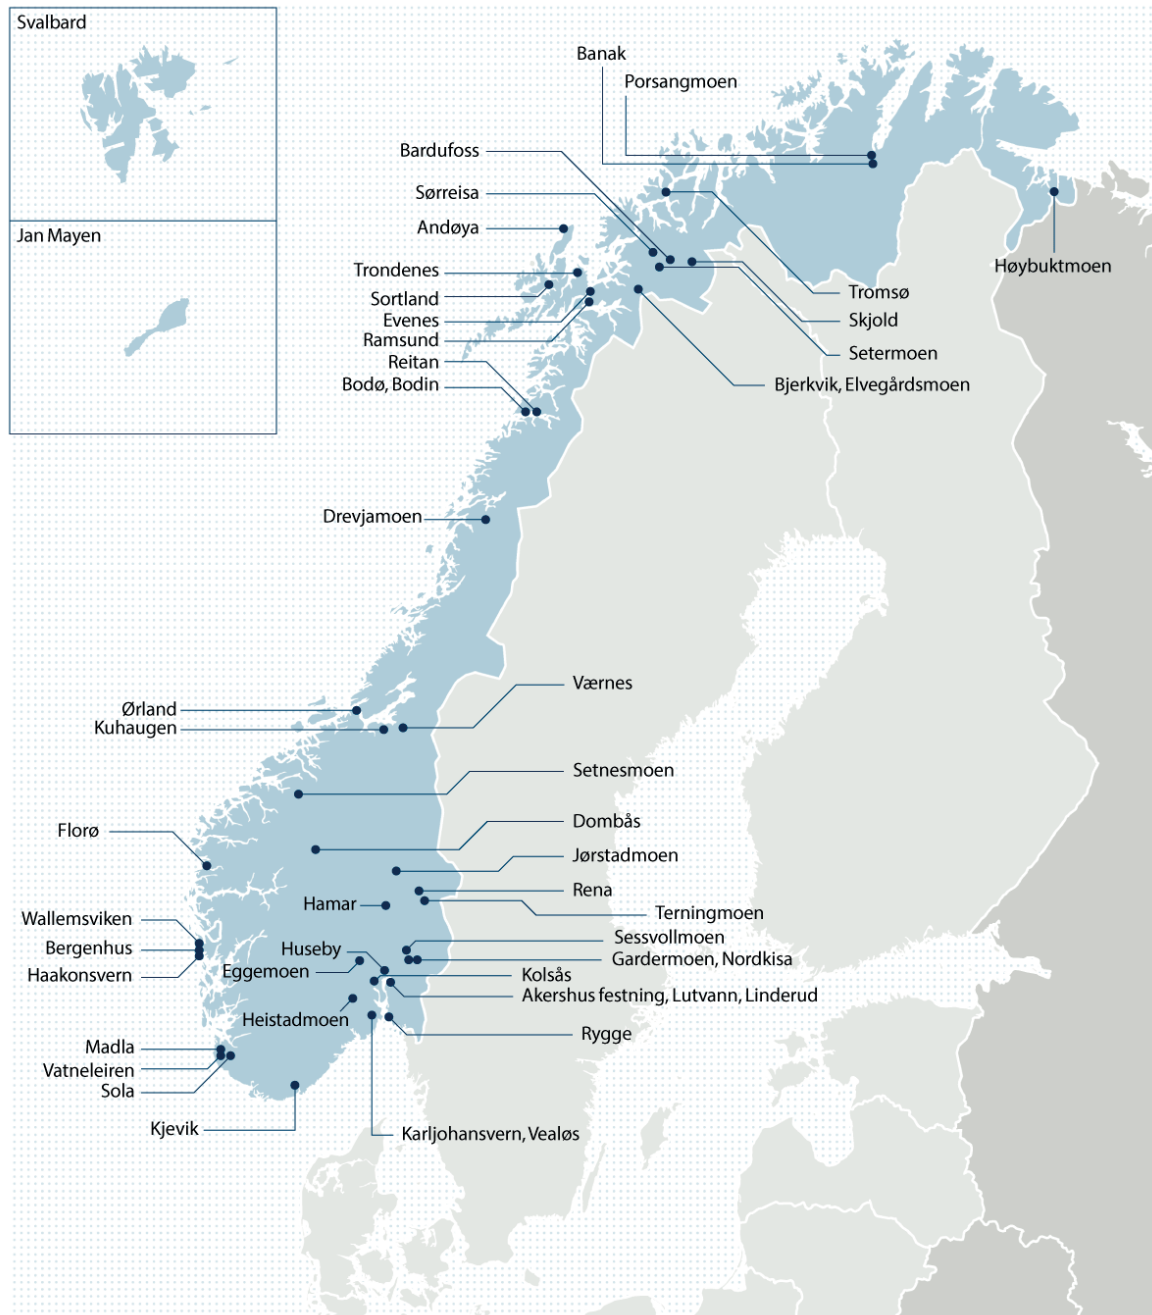 Svalbard
Jan Mayen
Banak
Porsangmoen
Bardufoss
Sørreisa
Andøya
Trondenes
Sortland
Evenes
Ramsund
Reitan
Bodø, Bodin
Høybuktmoen
Tromsø
Skjold
Setermoen
Bjerkvik, Elvegårdsmoen
Drevjamoen
Værnes
Ørland
Kuhaugen
Setnesmoen
Dombås
Florø
Jørstadmoen
Rena
Hamar
Terningmoen
Wallemsviken
Sessvollmoen
Bergenhus
Huseby
Gardermoen, Nordkisa
Haakonsvern
Eggemoen
Kolsås
Akershus festning, Lutvann, Linderud
Heistadmoen
Rygge
Madla
Vatneleiren
Sola
Kjevik
Karljohansvern, Vealøs